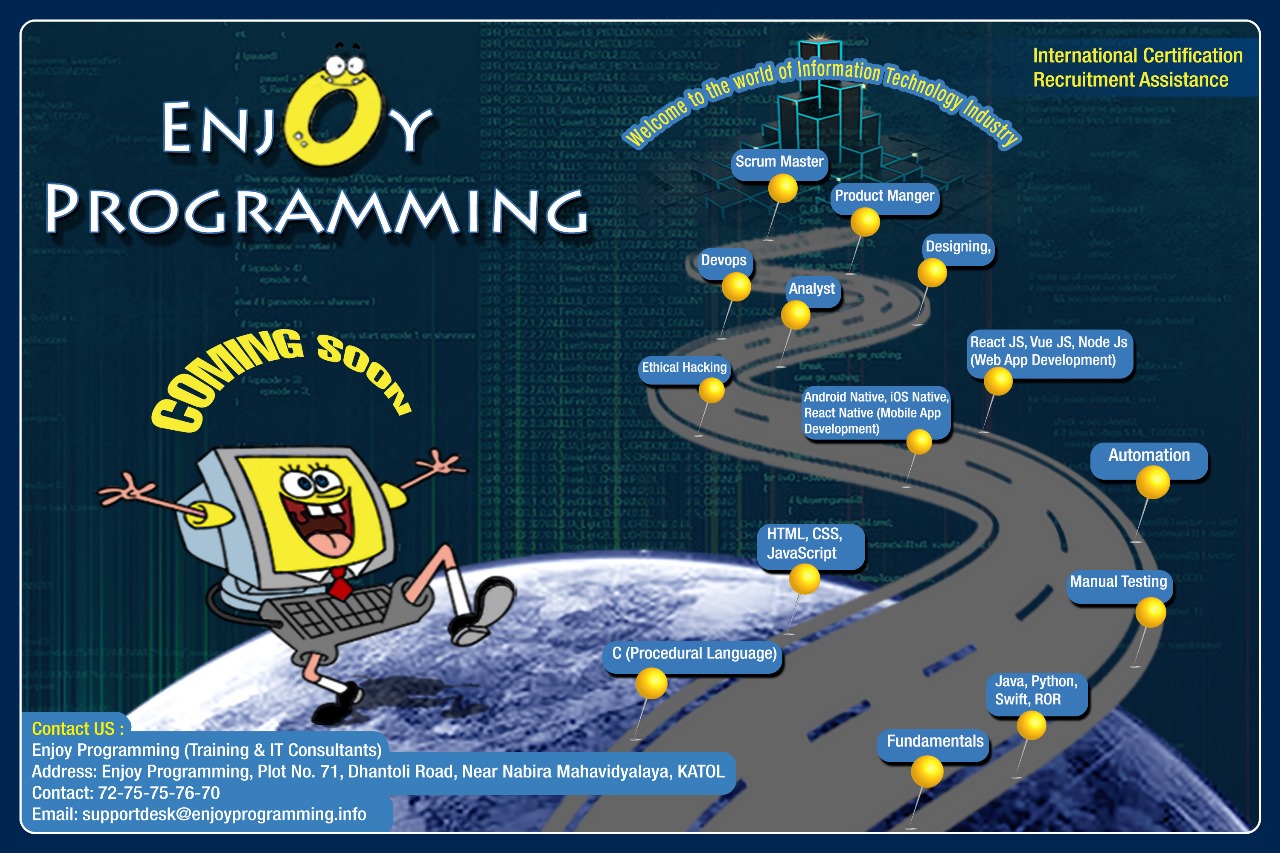 ENJOY
PROGRAMMING
International Certification
Recruitment Assistance
Welcome to the world of Information Technology Industry
Scrum Master
Product Manger
Designing,
Devops
Analyst
React JS, Vue JS, Node Js
(Web App Development)
Ethical Hacking
Android Native, iOS Native,
React Native (Mobile App
Development)
Automation
HTML, CSS,
JavaScript
Manual Testing
C (Procedural Language)
Java, Python,
Swift, ROR
Fundamentals
COMING SOON
Contact US :
Enjoy Programming (Training & IT Consultants)
Address: Enjoy Programming, Plot No. 71, Dhantoli Road, Near Nabira Mahavidyalaya, KATOL
Contact: 72-75-75-76-70
Email: supportdesk@enjoyprogramming.info